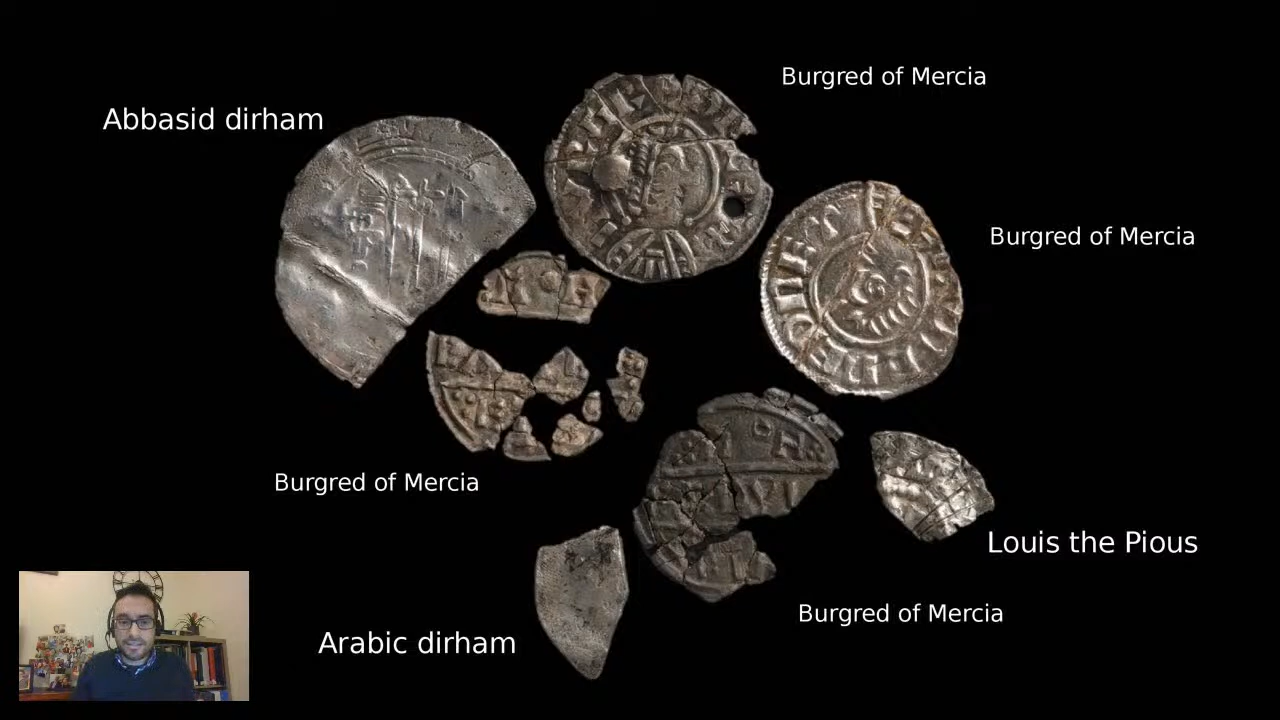 Burgred of Mercia
Abbasid dirham
Burgred of Mercia
Burgred of Mercia
Louis the Pious
Burgred of Mercia
Arabic dirham